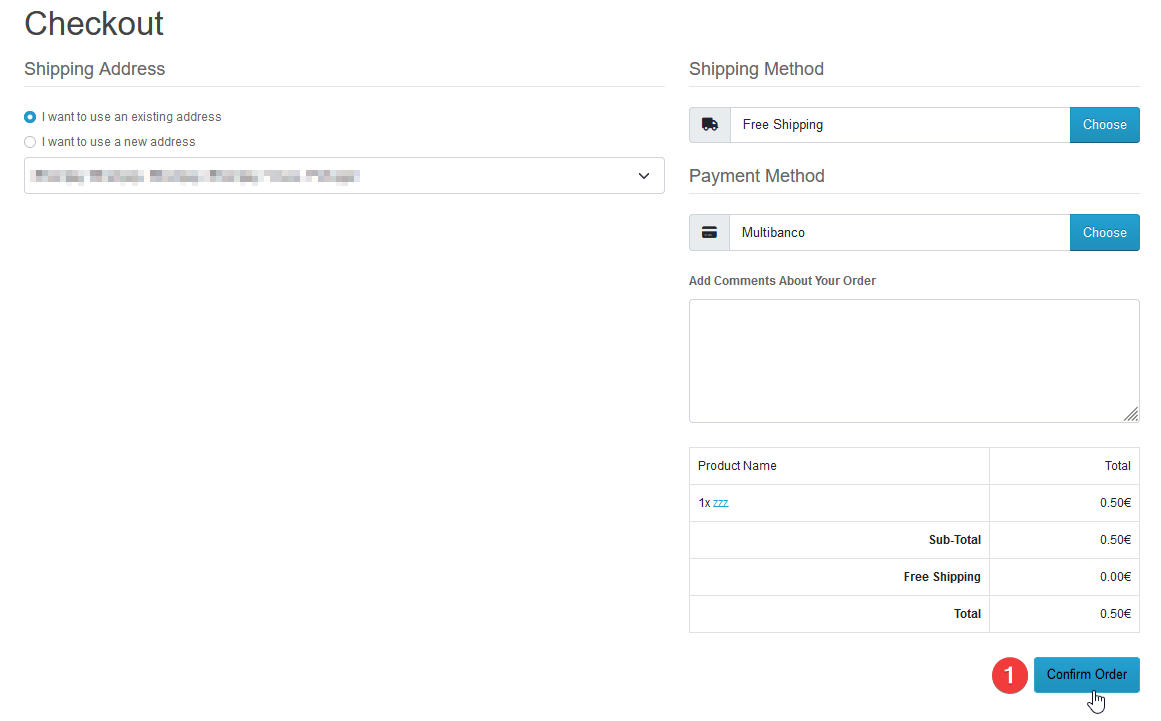 Checkout
Shipping Address
I want to use an existing address
I want to use a new address
Shipping Method
Free Shipping
Choose
Payment Method
Multibanco
Choose
Add Comments About Your Order
Product Name Total
1x zzz 0.50€
Sub-Total 0.50€
Free Shipping 0.00€
Total 0.50€
1 Confirm Order